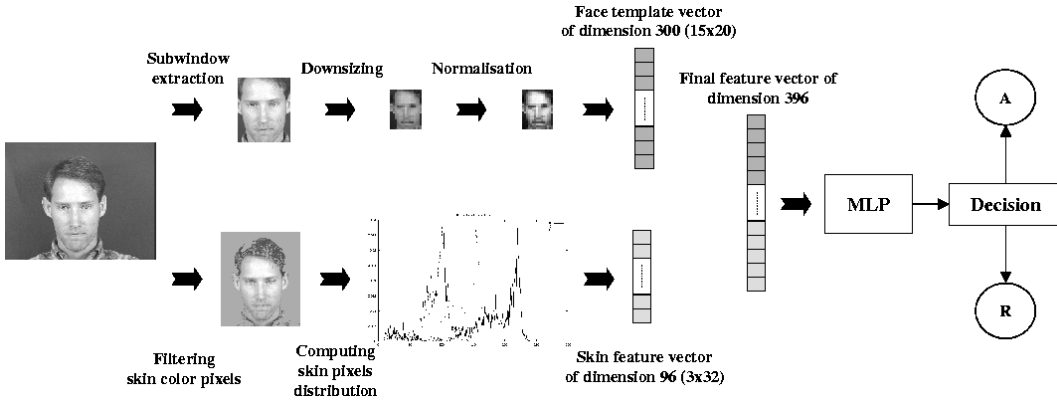 Face template vector
of dimension 300 (15x20)
Subwindow
extraction
Downsizing
Normalisation
Final feature vector of
dimension 396
A
MLP
Decision
R
Filtering
skin color pixels
Computing
skin pixels
distribution
Skin feature vector
of dimension 96 (3x32)